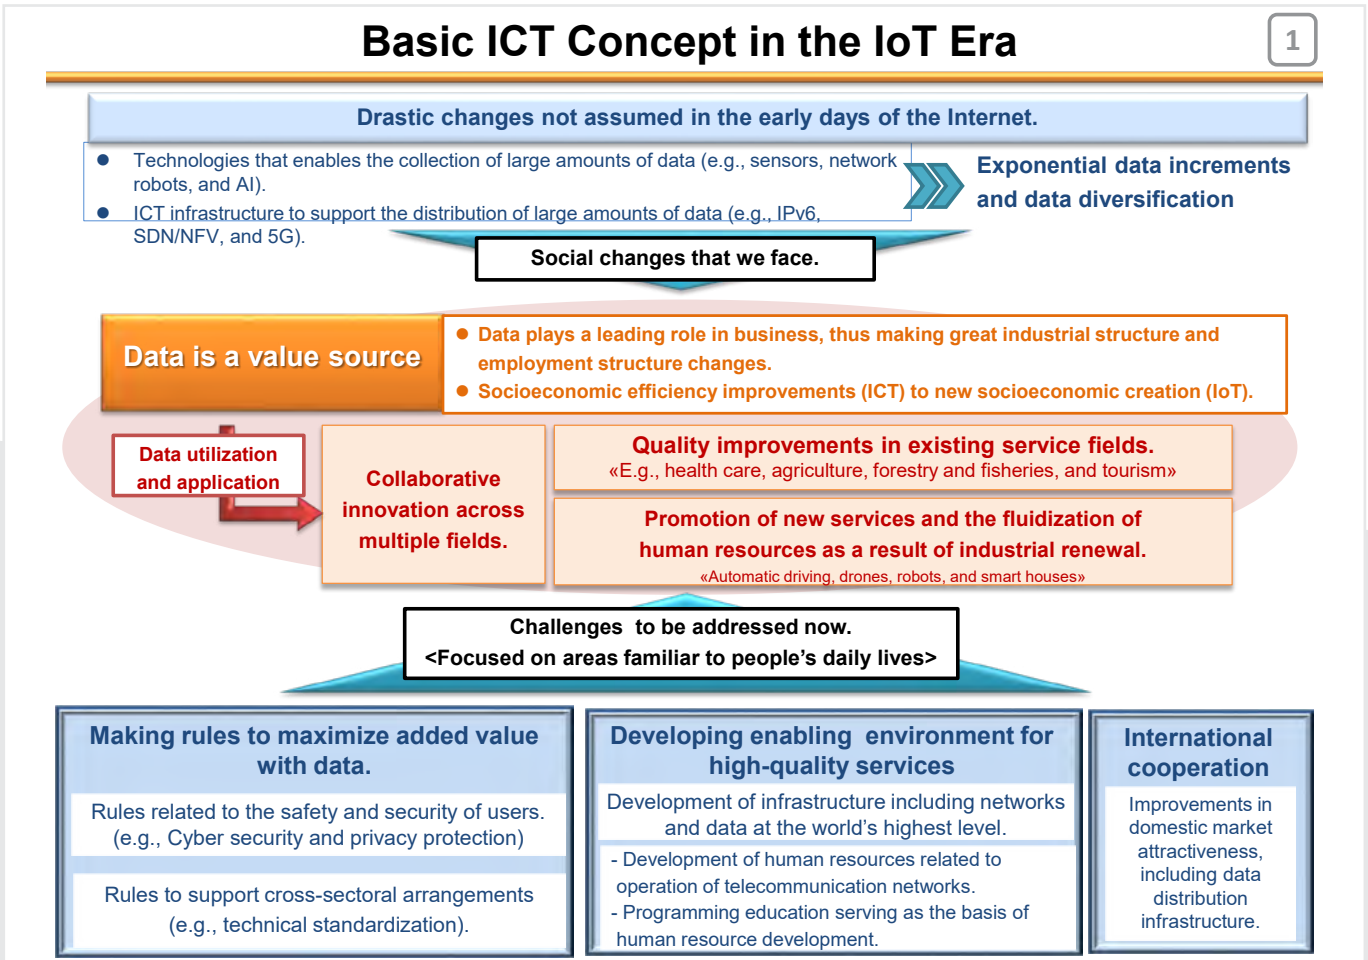 Basic ICT Concept in the IoT Era
1
Drastic changes not assumed in the early days of the Internet.
● Technologies that enables the collection of large amounts of data (e.g., sensors, network
robots, and AI).
● ICT infrastructure to support the distribution of large amounts of data (e.g., IPv6,
SDN/NFV, and 5G).
Exponential data increments
and data diversification
Social changes that we face.
Data is a value source
● Data plays a leading role in business, thus making great industrial structure and
employment structure changes.
● Socioeconomic efficiency improvements (ICT) to new socioeconomic creation (IoT).
Data utilization
and application
Collaborative
innovation across
multiple fields.
Quality improvements in existing service fields.
«E.g., health care, agriculture, forestry and fisheries, and tourism»
Promotion of new services and the fluidization of
human resources as a result of industrial renewal.
«Automatic driving, drones, robots, and smart houses»
Challenges to be addressed now.
<Focused on areas familiar to people's daily lives>
Making rules to maximize added value
with data.
Rules related to the safety and security of users.
(e.g., Cyber security and privacy protection)
Rules to support cross-sectoral arrangements
(e.g., technical standardization).
Developing enabling environment for
high-quality services
Development of infrastructure including networks
and data at the world's highest level.
- Development of human resources related to
operation of telecommunication networks.
- Programming education serving as the basis of
human resource development.
International
cooperation
Improvements in
domestic market
attractiveness,
including data
distribution
infrastructure.